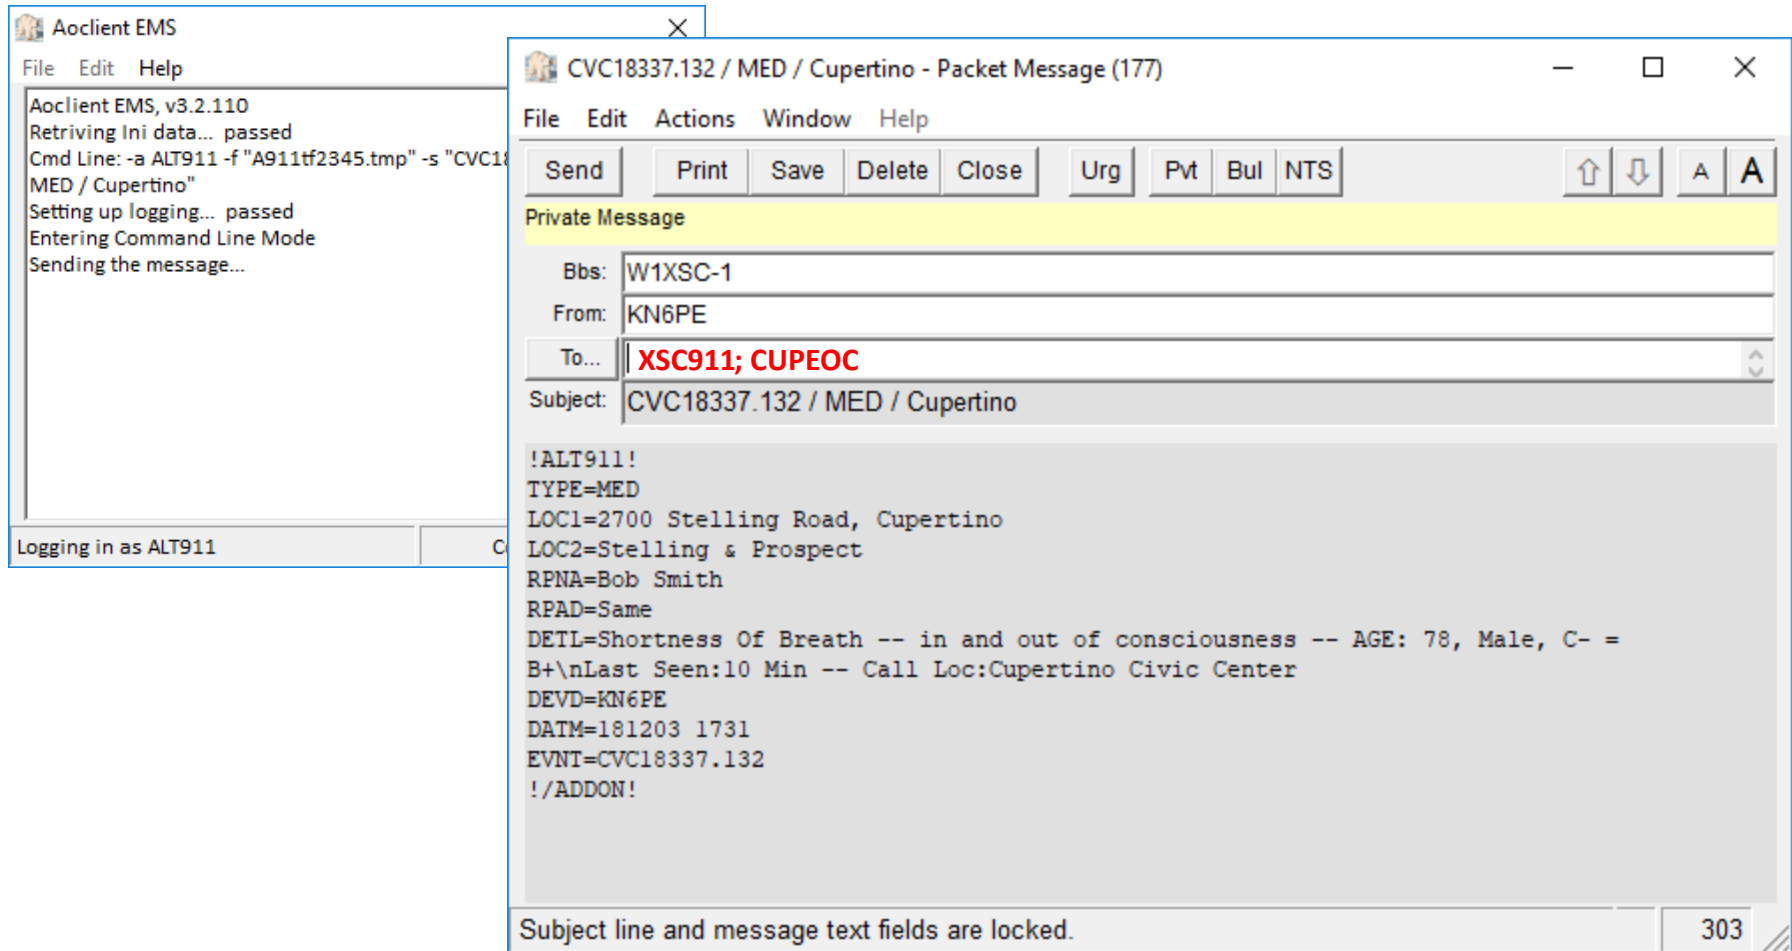 Aoclient EMS
File Edit Help
Aoclient EMS, v3.2.110
Retriving Ini data... passed
Cmd Line: -a ALT911 -f "A911tf2345.tmp" -s "CVC18
MED / Cupertino"
Setting up logging... passed
Entering Command Line Mode
Sending the message...
Logging in as ALT911
CVC18337.132 / MED / Cupertino - Packet Message (177)
File Edit Actions Window Help
Send Print Save Delete Close Urg Pvt Bul NTS A A
Private Message
Bbs: W1XSC-1
From: KN6PE
To... XSC911; CUPEOC
Subject: CVC18337.132 / MED / Cupertino
!ALT911!
TYPE=MED
LOC1=2700 Stelling Road, Cupertino
LOC2=Stelling & Prospect
RPNA=Bob Smith
RPAD=Same
DETL=Shortness Of Breath -- in and out of consciousness -- AGE: 78, Male, C- =
B+\nLast Seen:10 Min -- Call Loc:Cupertino Civic Center
DEVD=KN6PE
DATM=181203 1731
EVNT=CVC18337.132
!/ADDON!
Subject line and message text fields are locked. 303